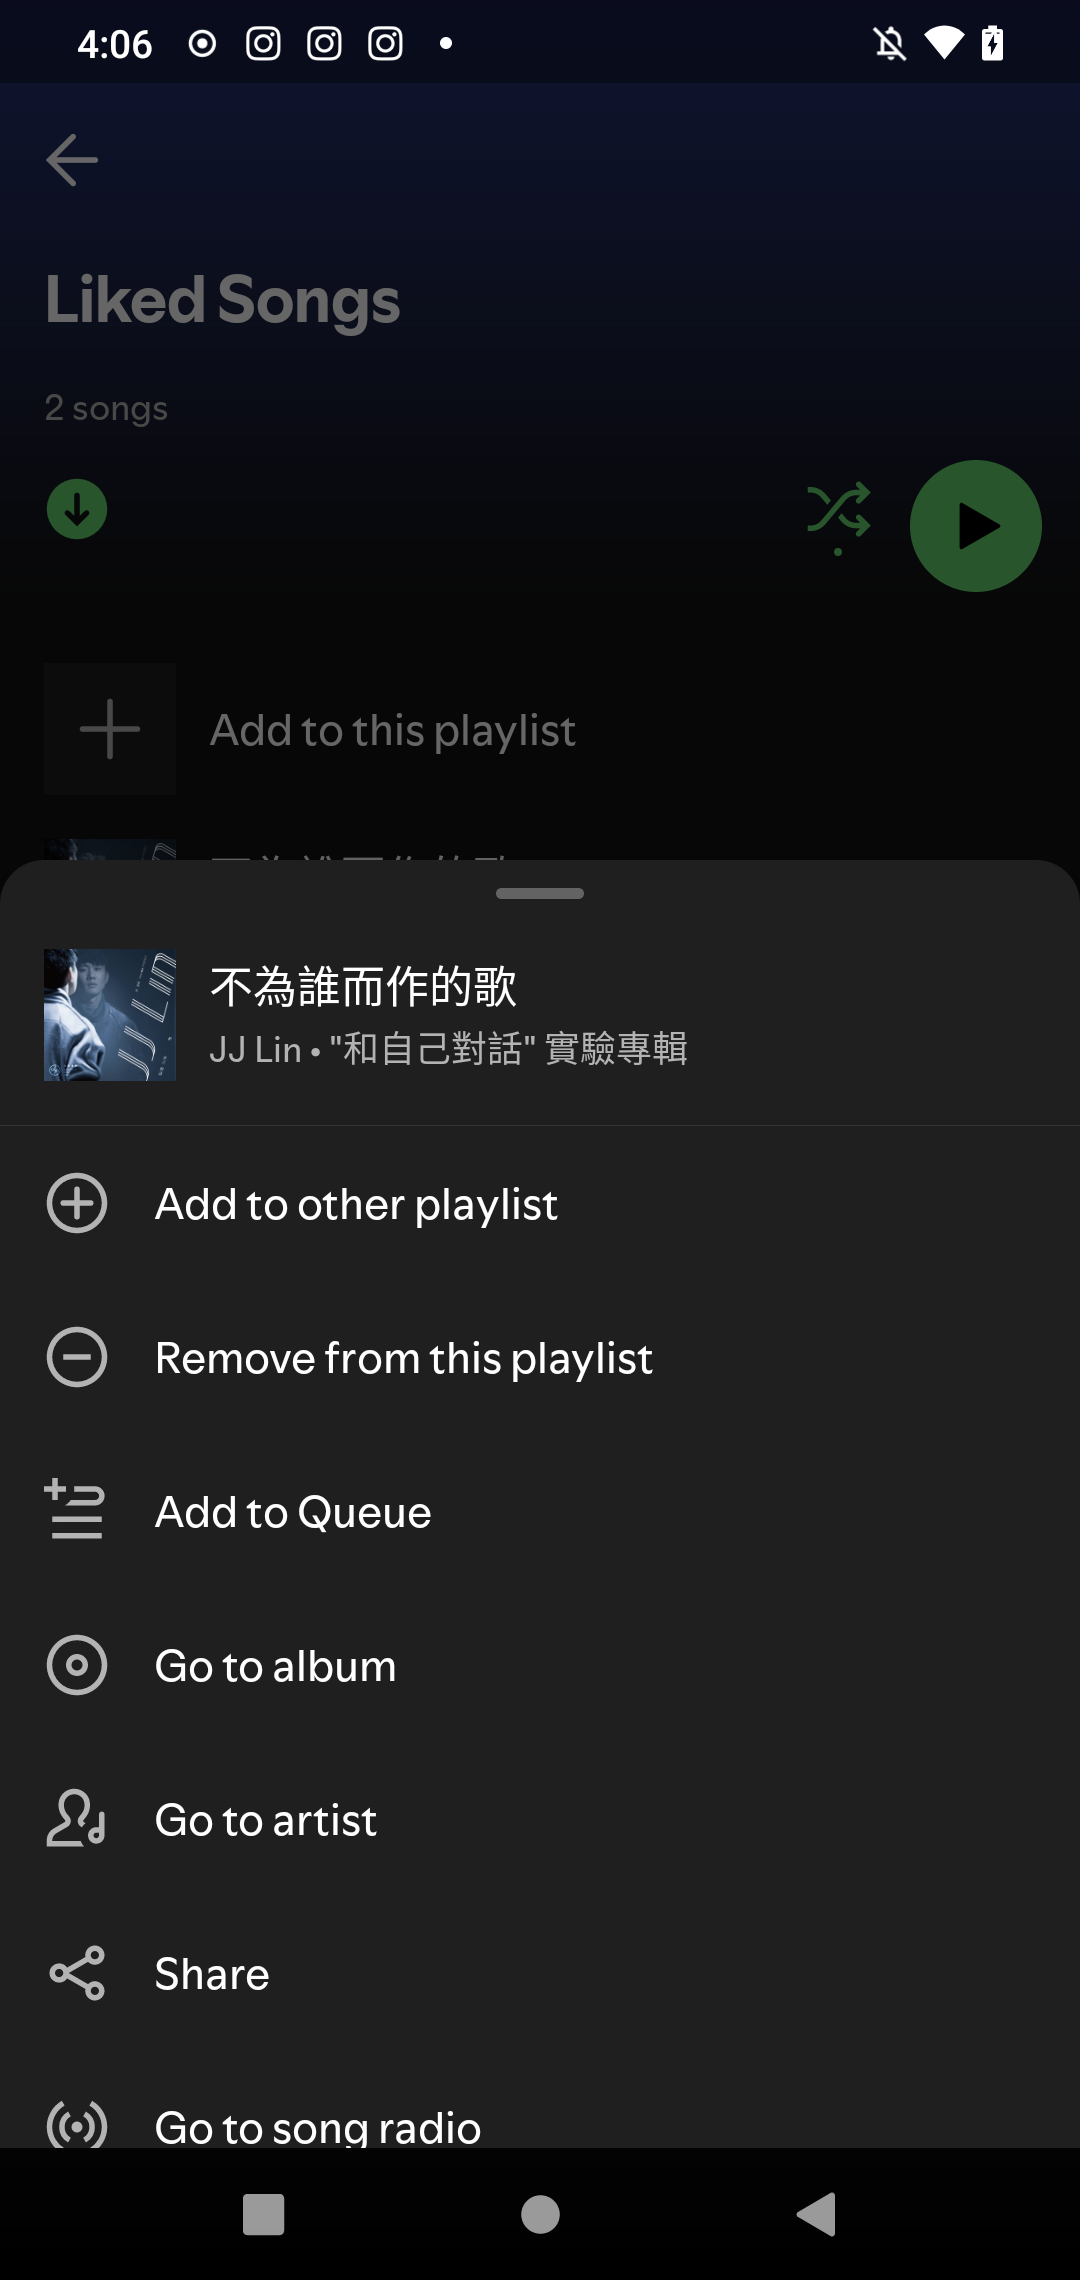 4:06
Liked Songs
2 songs
Add to this playlist
不為誰而作的歌
JJ Lin • "和自己對話" 實驗專輯
Add to other playlist
Remove from this playlist
Add to Queue
Go to album
Go to artist
Share
Go to song radio